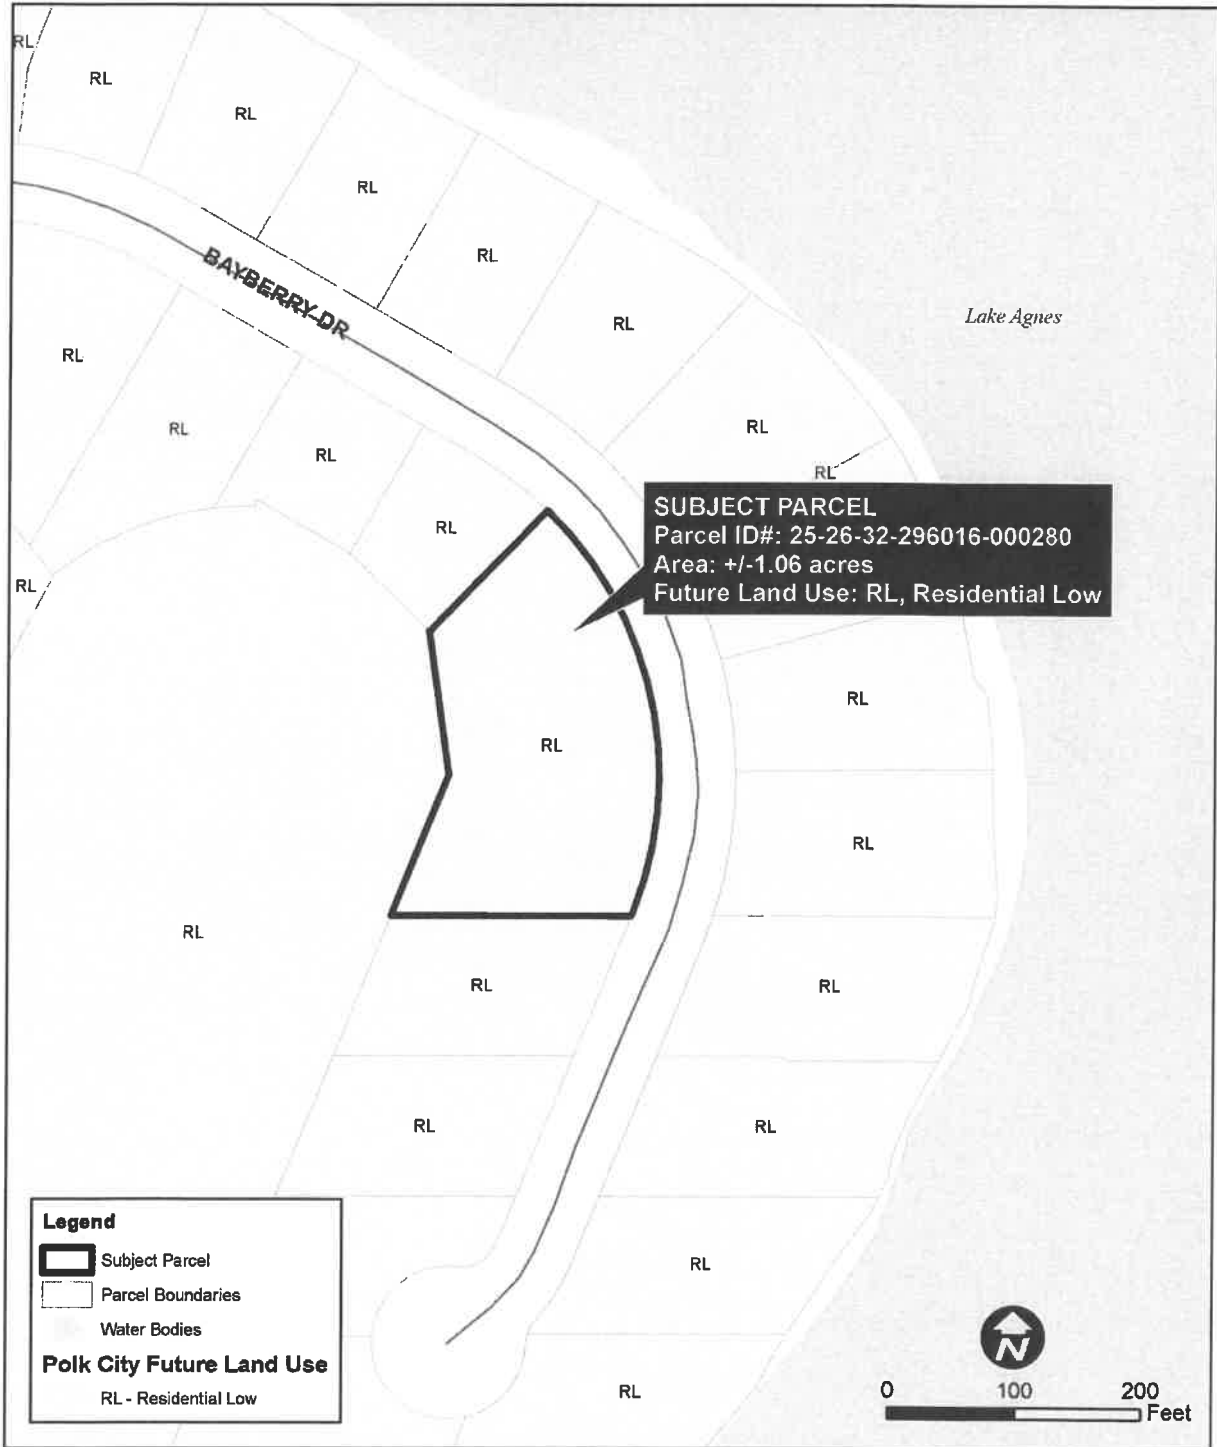 RL
RL
RL
RL
RL
RL
BAYBERRY DR
Lake Agnes
RL
RL
RL
RL
RL
RL
SUBJECT PARCEL
Parcel ID#: 25-26-32-296016-000280
Area: +/-1.06 acres
Future Land Use: RL, Residential Low
RL
RL
RL
RL
RL
RL
RL
RL
RL
RL
RL
RL
Legend
Subject Parcel
Parcel Boundaries
Water Bodies
Polk City Future Land Use
RL - Residential Low
N
0 100 200
Feet